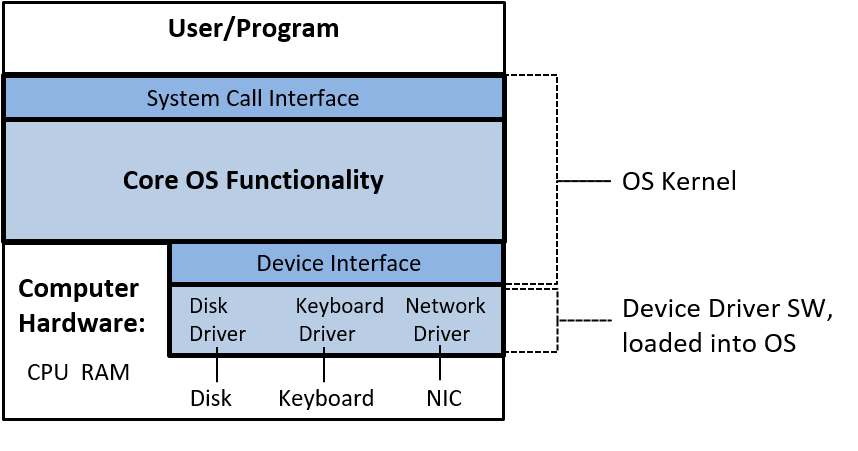 User/Program
System Call Interface
Core OS Functionality
OS Kernel
Device Interface
Computer
Hardware:
CPU RAM
Disk
Driver
Keyboard
Driver
Network
Driver
Device Driver SW,
loaded into OS
Disk
Keyboard
NIC